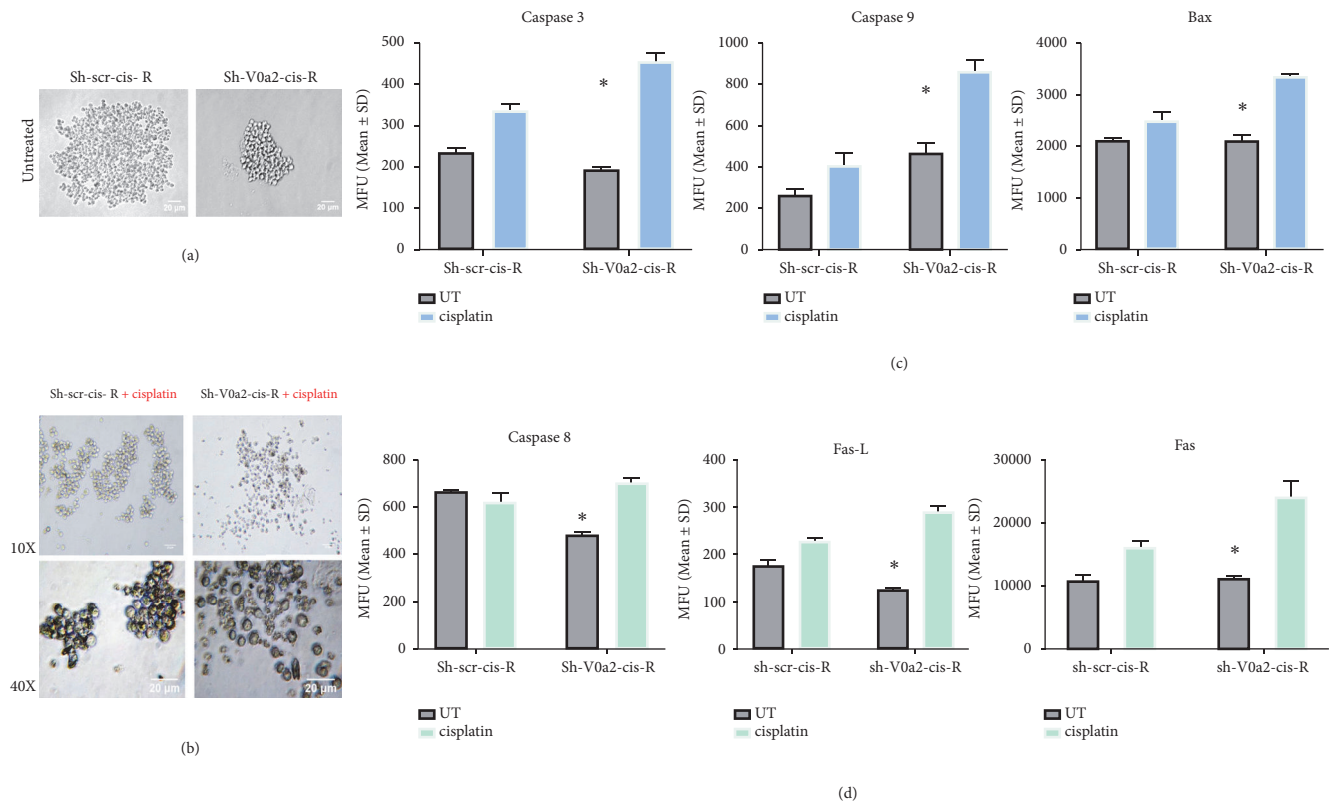 Sh-scr-cis- R
Sh-V0a2-cis-R
Untreated
20 µm
20 µm
(a)
Caspase 3
MFU (Mean ± SD)
500
400
300
200
100
0
*
Sh-scr-cis-R
Sh-V0a2-cis-R
UT
cisplatin
Caspase 9
MFU (Mean ± SD)
1000
800
600
400
200
0
*
Sh-scr-cis-R
Sh-V0a2-cis-R
UT
cisplatin
Bax
MFU (Mean ± SD)
4000
3000
2000
1000
0
*
Sh-scr-cis-R
Sh-V0a2-cis-R
UT
cisplatin
(c)
Sh-scr-cis- R + cisplatin
Sh-V0a2-cis-R + cisplatin
10X
40X
20 µm
20 µm
(b)
Caspase 8
MFU (Mean ± SD)
800
600
400
200
0
*
Sh-scr-cis-R
Sh-V0a2-cis-R
UT
cisplatin
Fas-L
MFU (Mean ± SD)
400
300
200
100
0
*
sh-scr-cis-R
sh-V0a2-cis-R
UT
cisplatin
Fas
MFU (Mean ± SD)
30000
20000
10000
0
*
sh-scr-cis-R
sh-V0a2-cis-R
UT
cisplatin
(d)